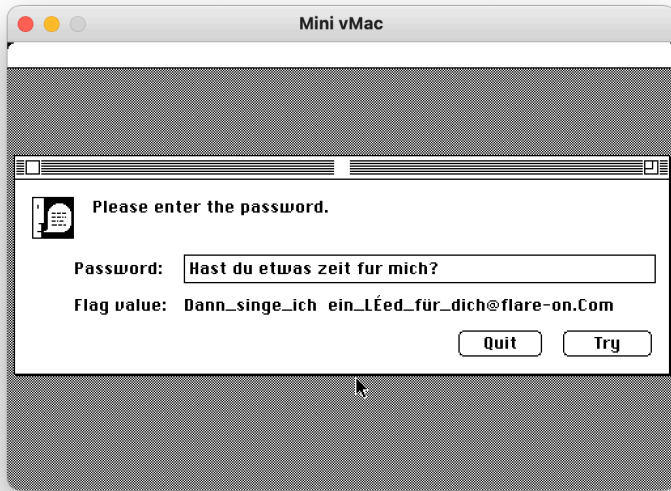 Mini vMac
Please enter the password.
Password: Hast du etwas zeit fur mich?
Flag value: Dann_singe_ich ein_LÉed_für_dich@flare-on.Com
Quit Try